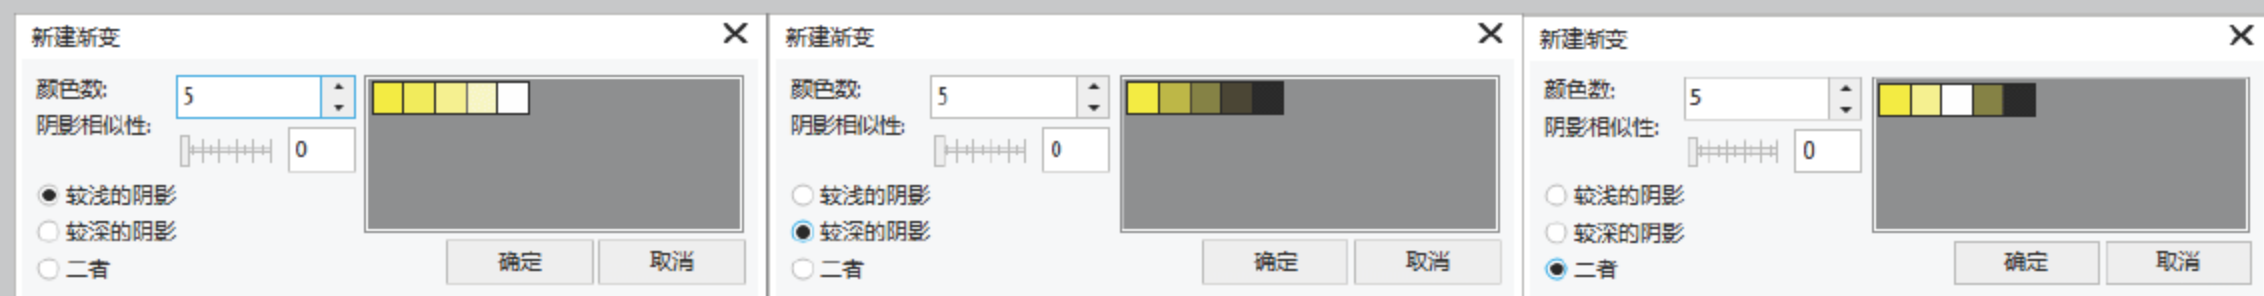 新建渐变
颜色数:
5
阴影相似性:
0
较浅的阴影
较深的阴影
二者
确定
取消
新建渐变
颜色数:
5
阴影相似性:
0
较浅的阴影
较深的阴影
二者
确定
取消
新建渐变
颜色数:
5
阴影相似性:
0
较浅的阴影
较深的阴影
二者
确定
取消